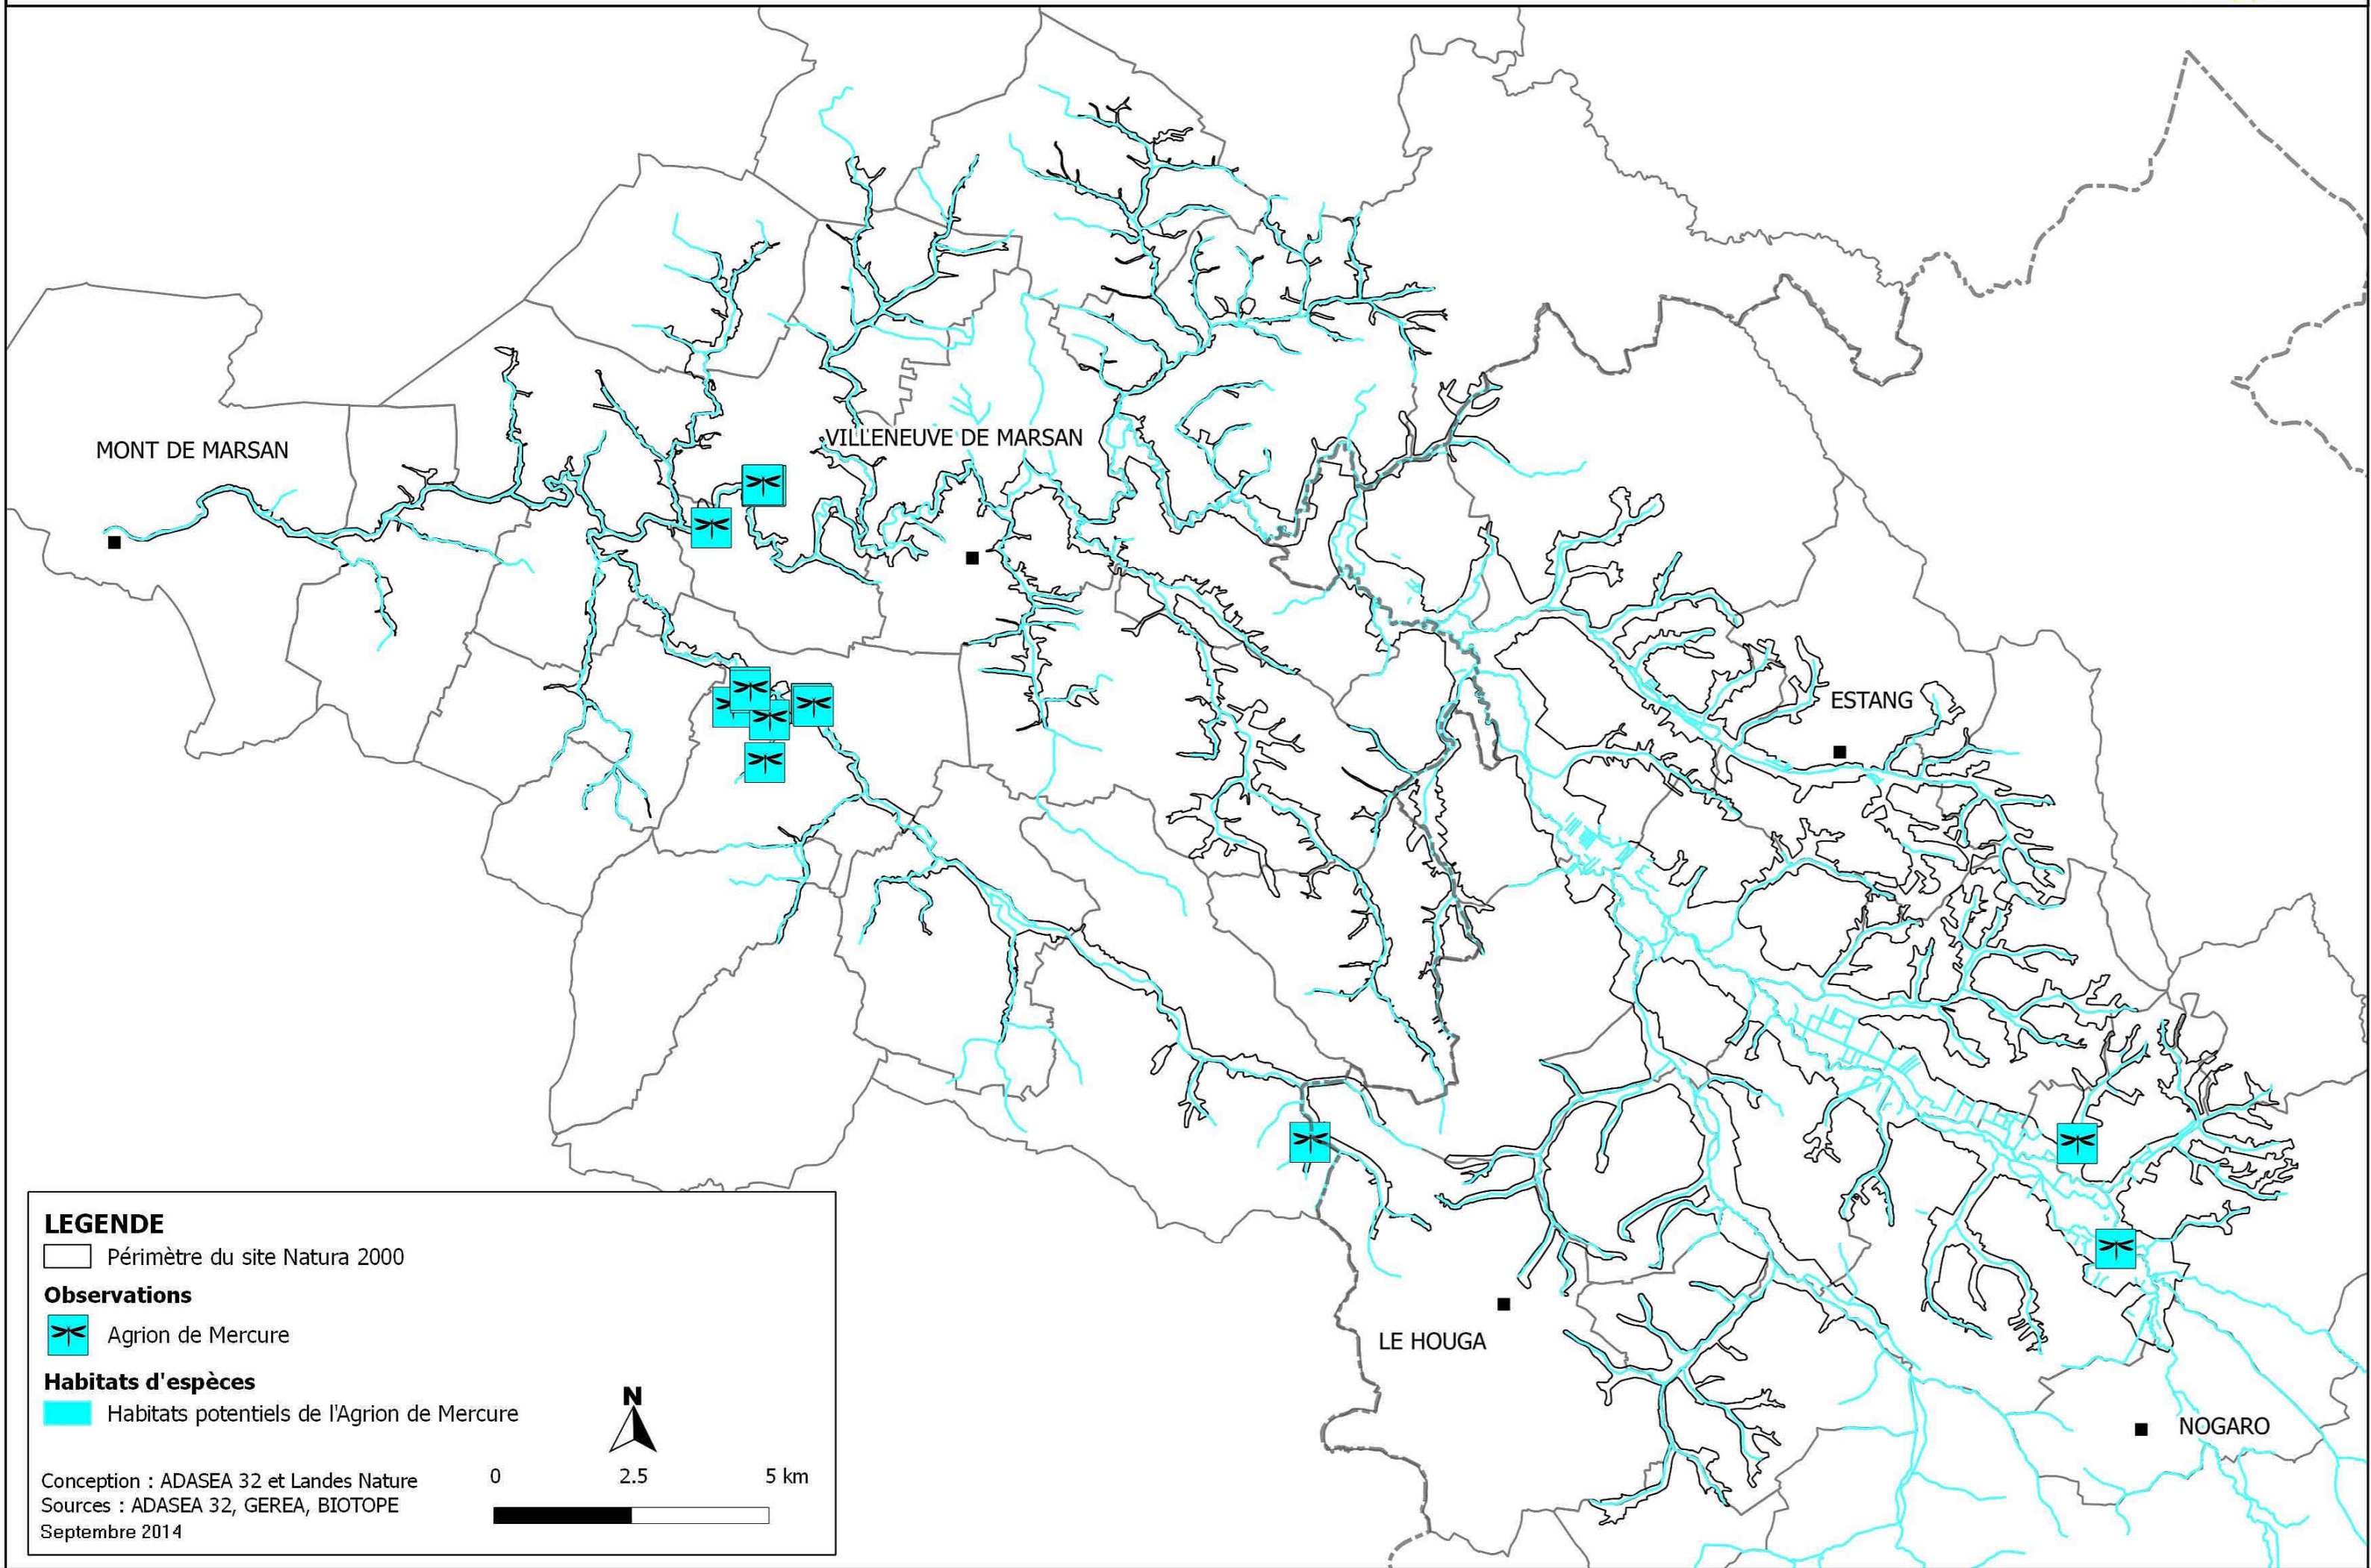 MONT DE MARSAN
VILLENEUVE DE MARSAN
ESTANG
LE HOUGA
NOGARO
LEGENDE
Périmètre du site Natura 2000
Observations
Agrion de Mercure
Habitats d'espèces
Habitats potentiels de l'Agrion de Mercure
N
0 2.5 5 km
Conception : ADASEA 32 et Landes Nature
Sources : ADASEA 32, GEREA, BIOTOPE
Septembre 2014